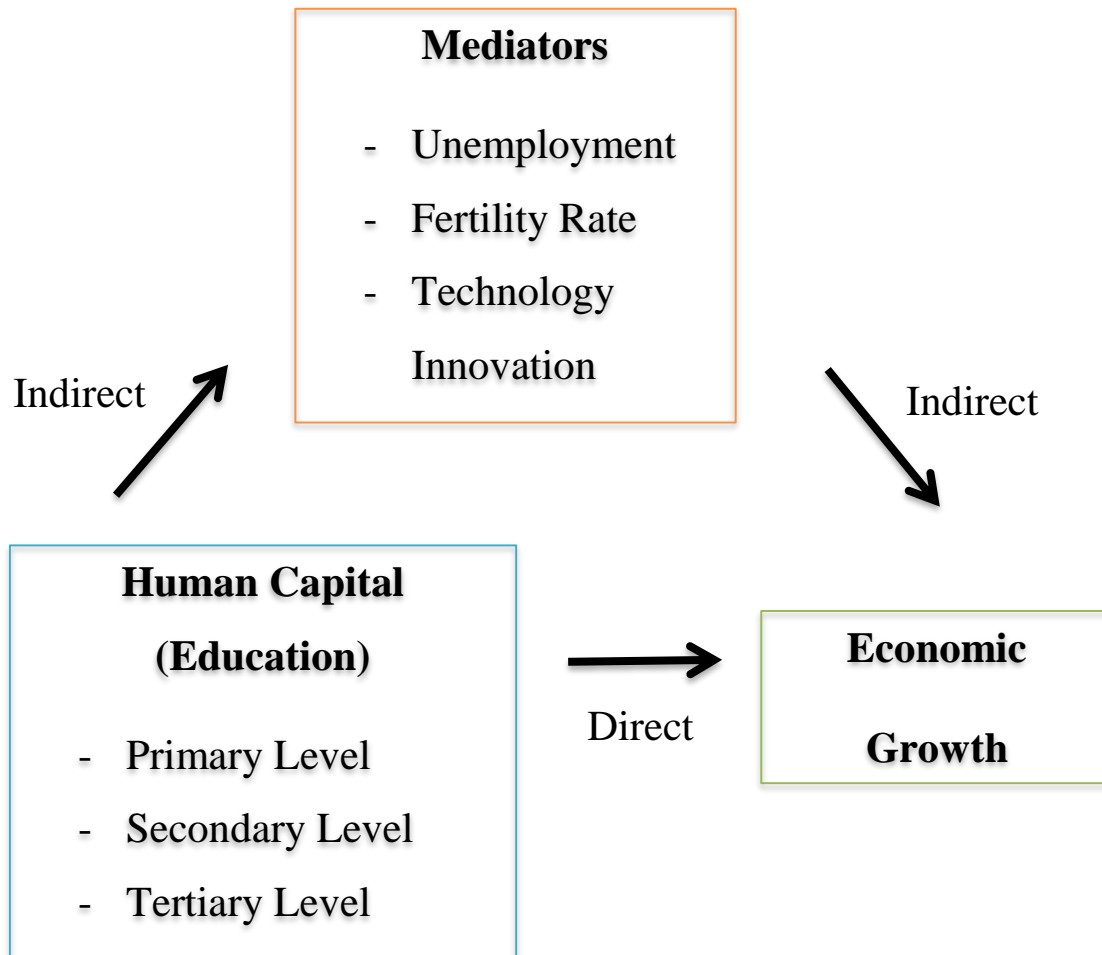 Mediators
- Unemployment
- Fertility Rate
- Technology
Innovation
Indirect
Indirect
Human Capital
(Education)
- Primary Level
- Secondary Level
- Tertiary Level
Direct
Economic
Growth